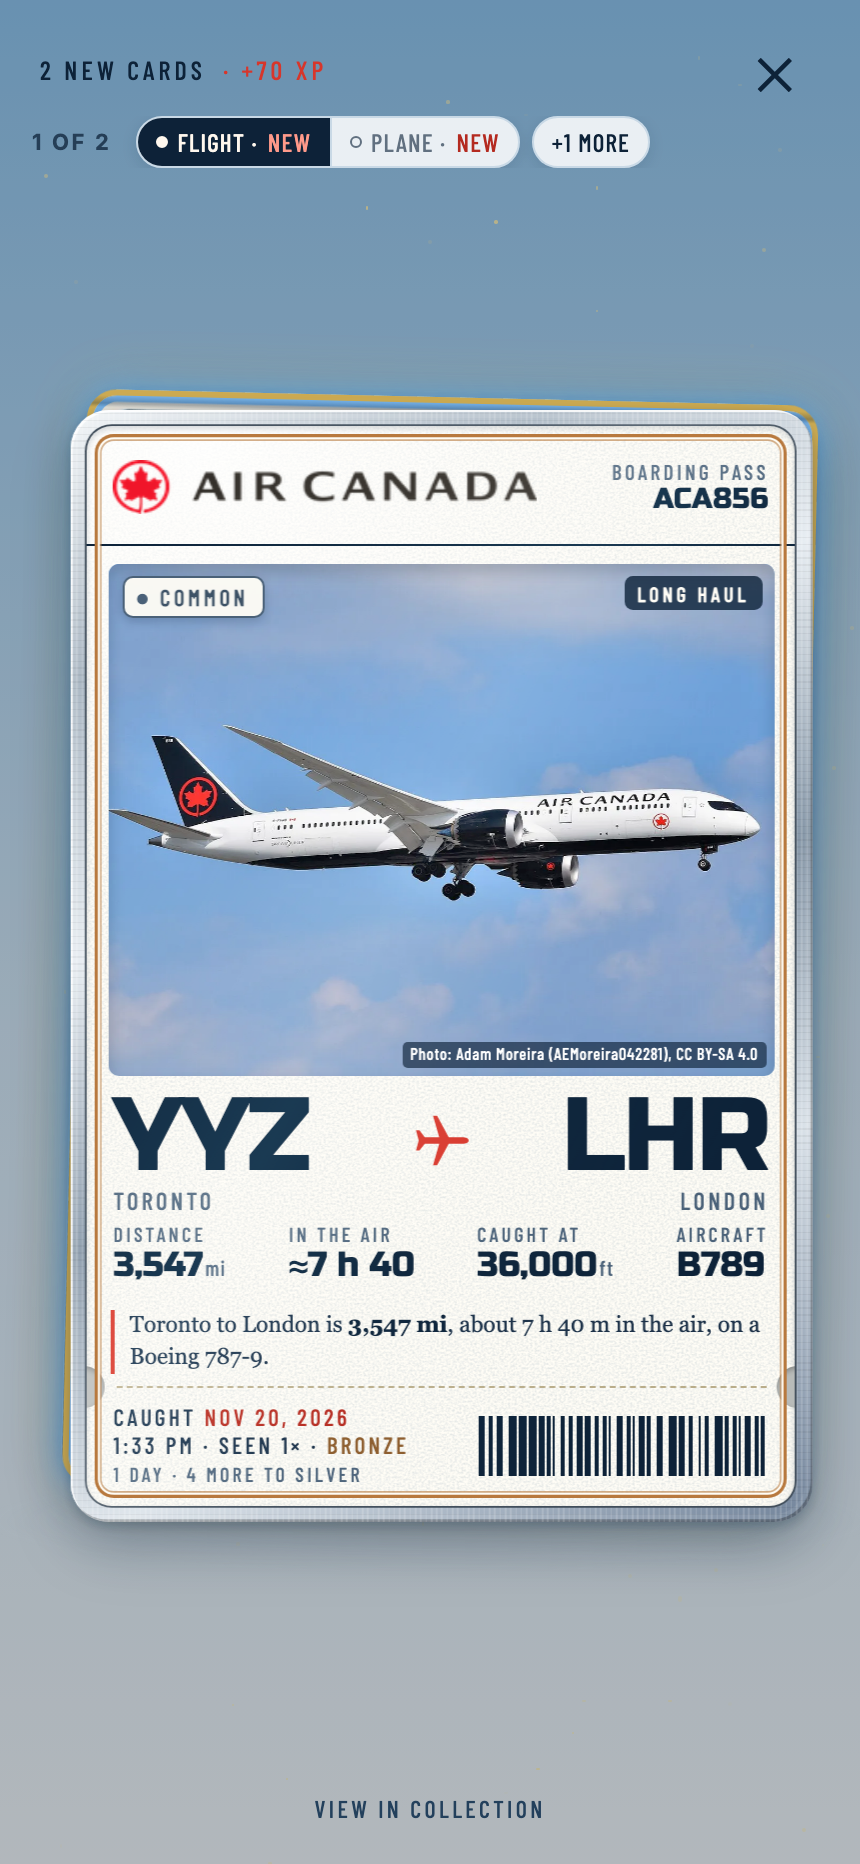 2 NEW CARDS · +70 XP
1 OF 2
FLIGHT · NEW
PLANE · NEW
+1 MORE
AIR CANADA
BOARDING PASS
ACA856
COMMON
LONG HAUL
AIR CANADA
Photo: Adam Moreira (AEMoreira042281), CC BY-SA 4.0
YYZ
LHR
TORONTO
LONDON
DISTANCE
3,547 mi
IN THE AIR
≈7 h 40
CAUGHT AT
36,000 ft
AIRCRAFT
B789
Toronto to London is 3,547 mi, about 7 h 40 m in the air, on a
Boeing 787-9.
CAUGHT NOV 20, 2026
1:33 PM · SEEN 1× · BRONZE
1 DAY · 4 MORE TO SILVER
VIEW IN COLLECTION